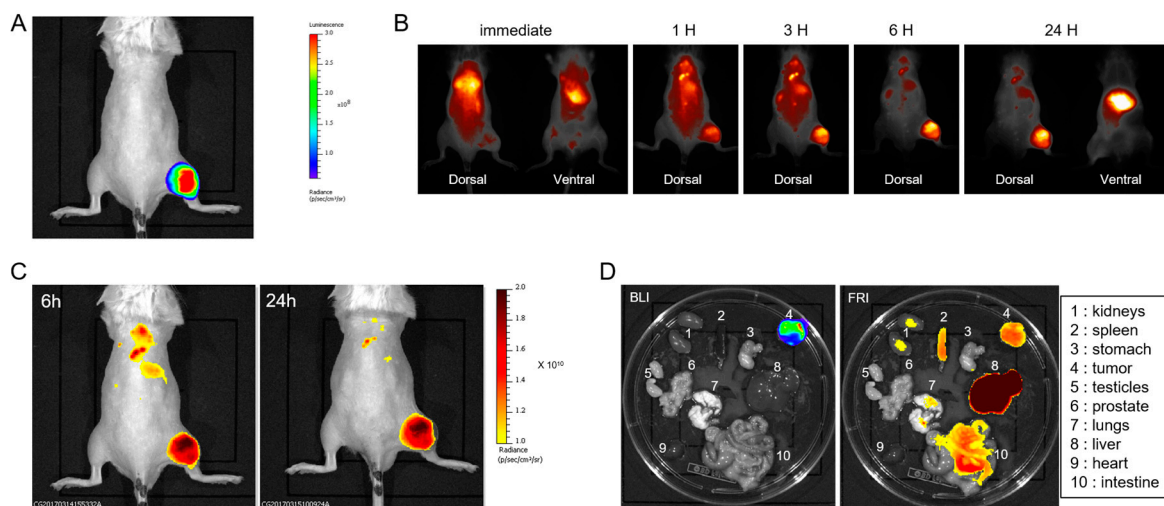 A
Luminescence
3.0
2.5
2.0
x10⁸
1.5
1.0
Radiance
(p/sec/cm²/sr)
B
immediate
1 H
3 H
6 H
24 H
Dorsal
Ventral
Dorsal
Dorsal
Dorsal
Dorsal
Ventral
C
6h
24h
CG20170314155332A
CG20170315100924A
2.0
1.8
1.6
X 10¹⁰
1.4
1.2
1.0
Radiance
(p/sec/cm²/sr)
D
BLI
1
2
3
4
5
6
7
8
9
10
FRI
1
2
3
4
5
6
7
8
9
10
1 : kidneys
2 : spleen
3 : stomach
4 : tumor
5 : testicles
6 : prostate
7 : lungs
8 : liver
9 : heart
10 : intestine